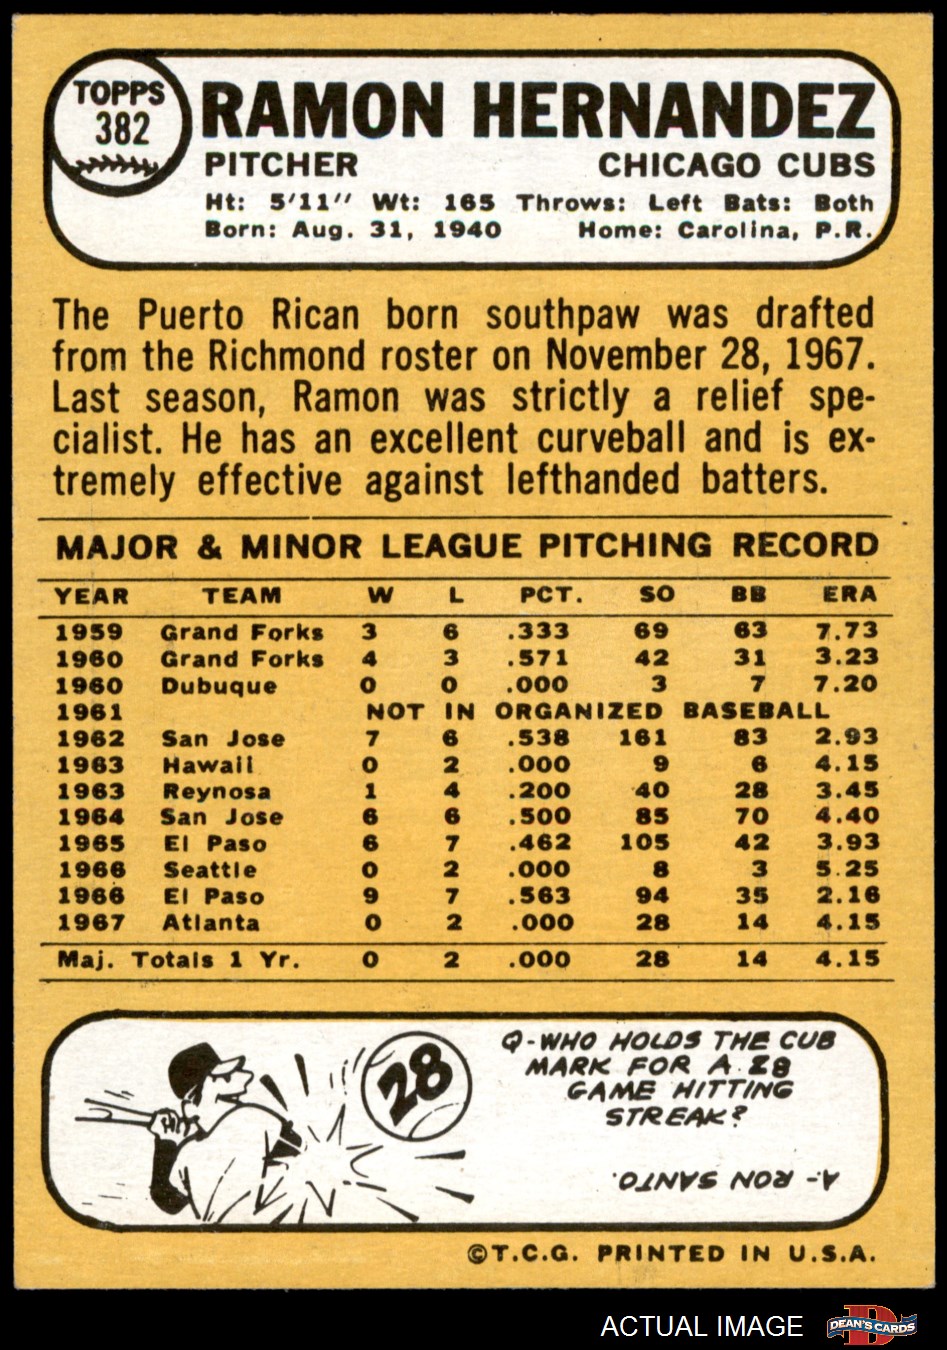 TOPPS
382
RAMON HERNANDEZ
PITCHER CHICAGO CUBS
Ht: 5'11" Wt: 165 Throws: Left Bats: Both
Born: Aug. 31, 1940 Home: Carolina, P.R.
The Puerto Rican born southpaw was drafted
from the Richmond roster on November 28, 1967.
Last season, Ramon was strictly a relief spe-
cialist. He has an excellent curveball and is ex-
tremely effective against lefthanded batters.
MAJOR & MINOR LEAGUE PITCHING RECORD
YEAR TEAM W L PCT. SO BB ERA
1959 Grand Forks 3 6 .333 69 63 7.73
1960 Grand Forks 4 3 .571 42 31 3.23
1960 Dubuque 0 0 .000 3 7 7.20
1961 NOT IN ORGANIZED BASEBALL
1962 San Jose 7 6 .538 161 83 2.93
1963 Hawaii 0 2 .000 9 6 4.15
1963 Reynosa 1 4 .200 40 28 3.45
1964 San Jose 6 6 .500 85 70 4.40
1965 El Paso 6 7 .462 105 42 3.93
1966 Seattle 0 2 .000 8 3 5.25
1966 El Paso 9 7 .563 94 35 2.16
1967 Atlanta 0 2 .000 28 14 4.15
Maj. Totals 1 Yr. 0 2 .000 28 14 4.15
28
Q-WHO HOLDS THE CUB
MARK FOR A 28
GAME HITTING
STREAK?
A- RON SANTO.
©T.C.G. PRINTED IN U.S.A.
ACTUAL IMAGE
D
DEAN'S CARDS